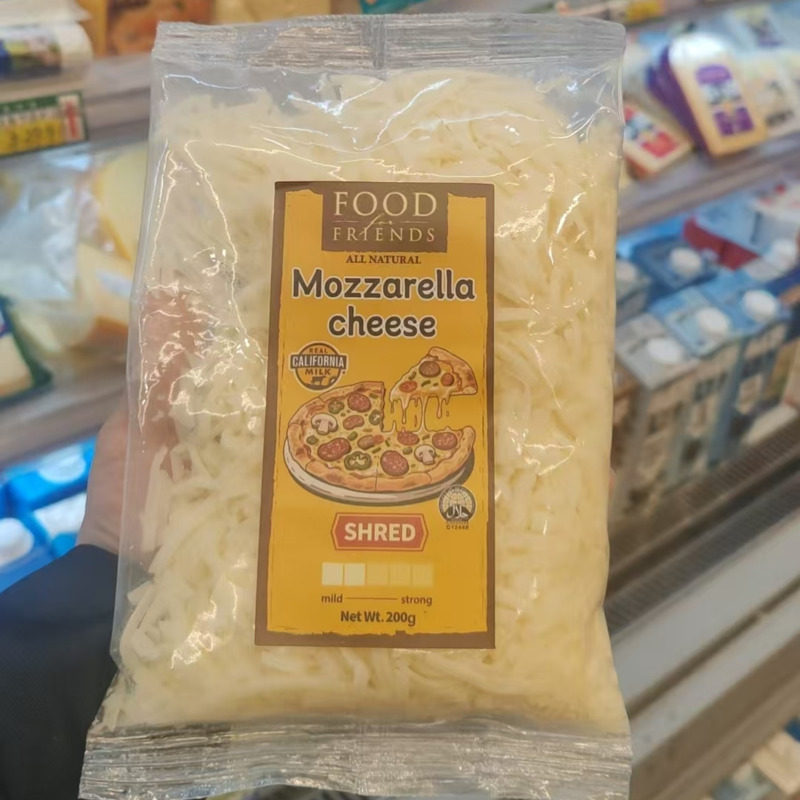 FOOD
for
FRIENDS
ALL NATURAL
Mozzarella
cheese
REAL
CALIFORNIA
MILK
SHRED
mild
strong
Net Wt. 200g